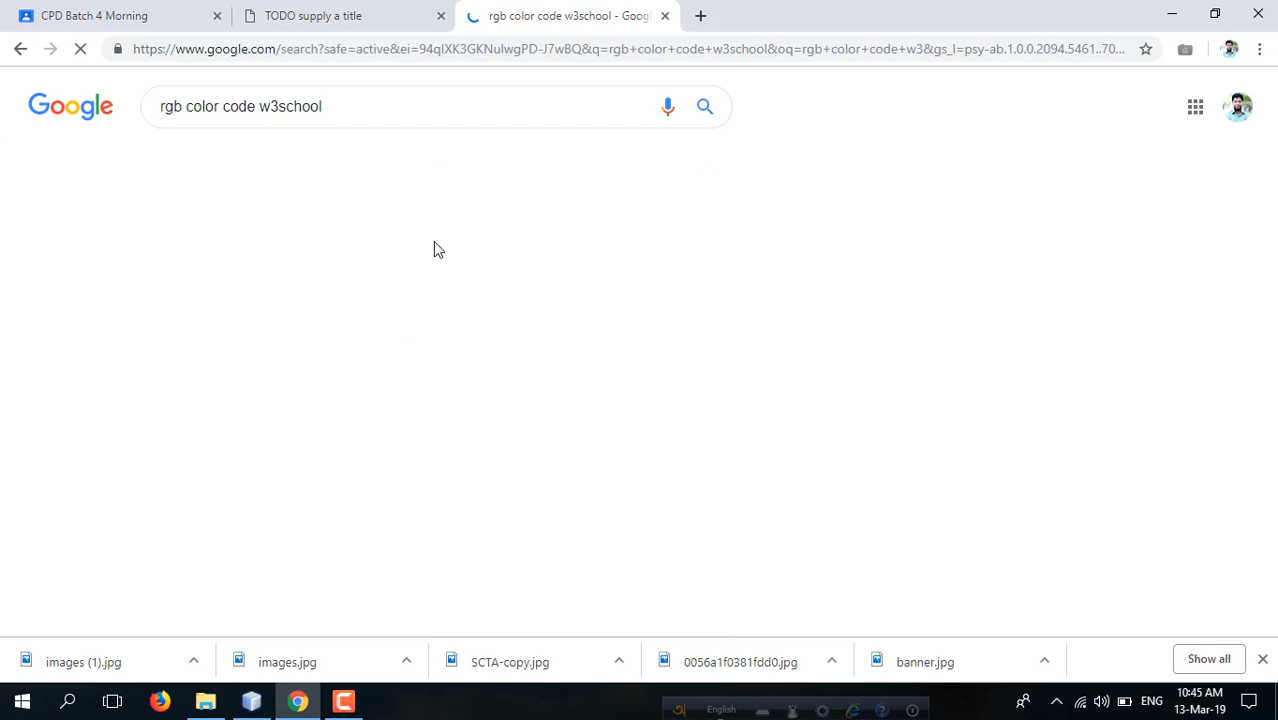 CPD Batch 4 Morning
TODO supply a title
rgb color code w3school - Goog
https://www.google.com/search?safe=active&ei=94qIXK3GKNulwgPD-J7wBQ&q=rgb+color+code+w3school&oq=rgb+color+code+w3&gs_l=psy-ab.1.0.0.2094.5461..70...
Google
rgb color code w3school
images (1).jpg
images.jpg
SCTA-copy.jpg
0056a1f0381fdd0.jpg
banner.jpg
Show all
English
ENG
10:45 AM
13-Mar-19